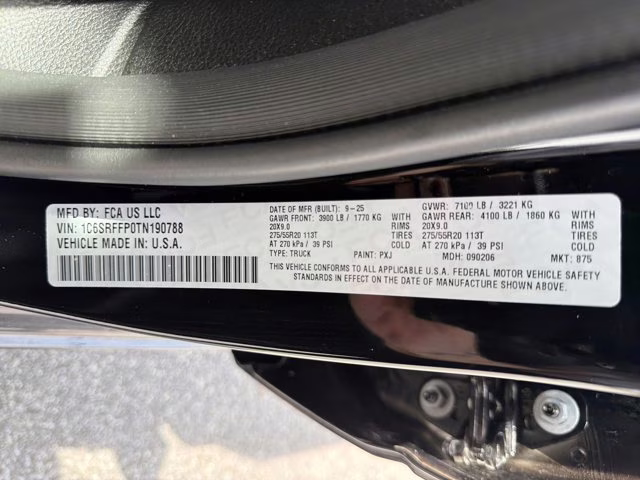 MFD BY: FCA US LLC
VIN: 1C6SRFFP0TN190788
VEHICLE MADE IN: U.S.A.
DATE OF MFR (BUILT): 9-25 GVWR: 7100 LB / 3221 KG
GAWR FRONT: 3900 LB / 1770 KG GAWR REAR: 4100 LB / 1860 KG
20X9.0 RIMS 20X9.0 RIMS
275/55R20 113T TIRES 275/55R20 113T TIRES
AT 270 kPa / 39 PSI COLD AT 270 kPa / 39 PSI COLD
TYPE: TRUCK PAINT: PXJ MDH: 090206 MKT: 875
THIS VEHICLE CONFORMS TO ALL APPLICABLE U.S.A. FEDERAL MOTOR VEHICLE SAFETY
STANDARDS IN EFFECT ON THE DATE OF MANUFACTURE SHOWN ABOVE.